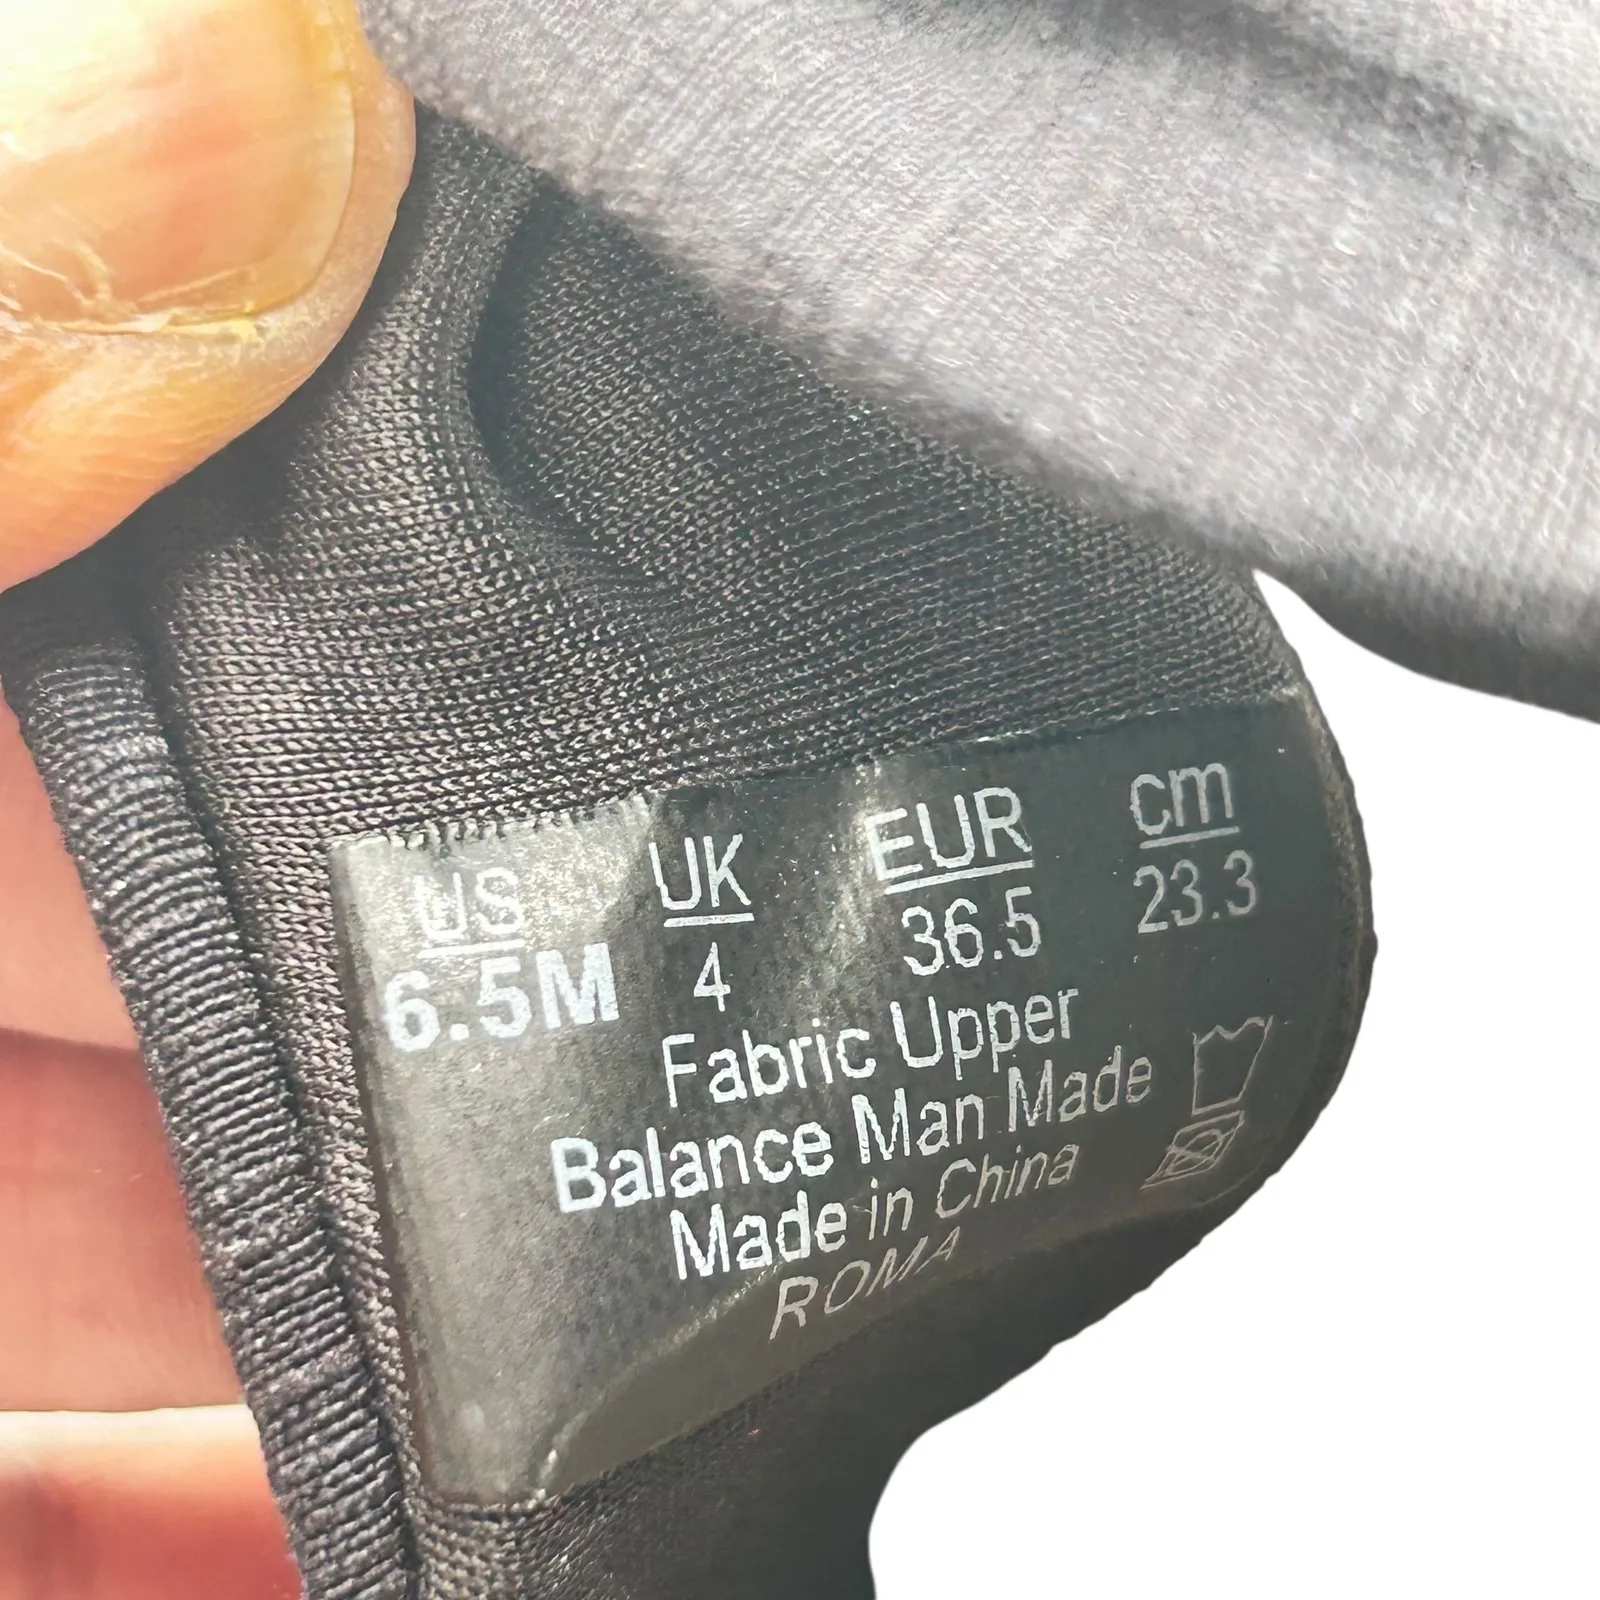 US UK EUR cm
6.5M 4 36.5 23.3
Fabric Upper
Balance Man Made
Made in China
ROMA